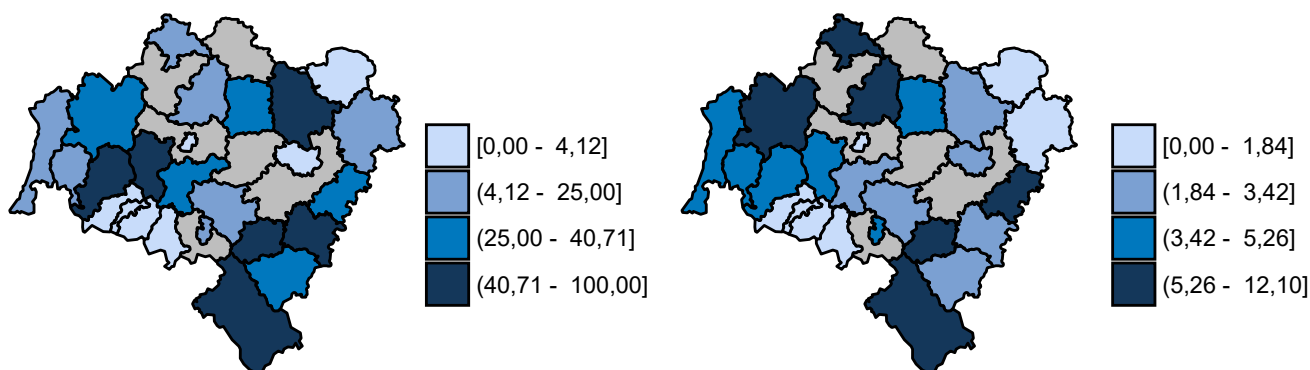 [0,00 - 4,12]
(4,12 - 25,00]
(25,00 - 40,71]
(40,71 - 100,00]
[0,00 - 1,84]
(1,84 - 3,42]
(3,42 - 5,26]
(5,26 - 12,10]